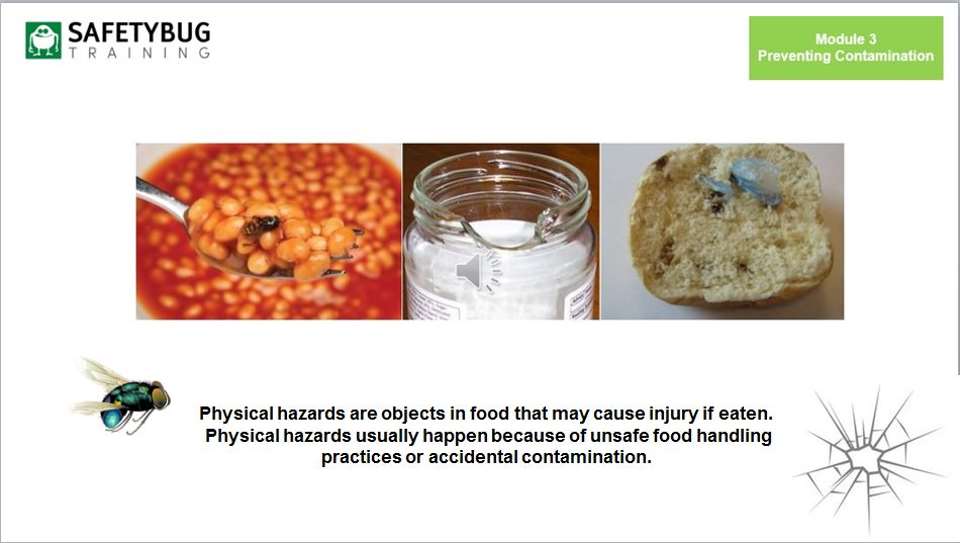 SAFETYBUG
TRAINING
Module 3
Preventing Contamination
Physical hazards are objects in food that may cause injury if eaten.
Physical hazards usually happen because of unsafe food handling
practices or accidental contamination.